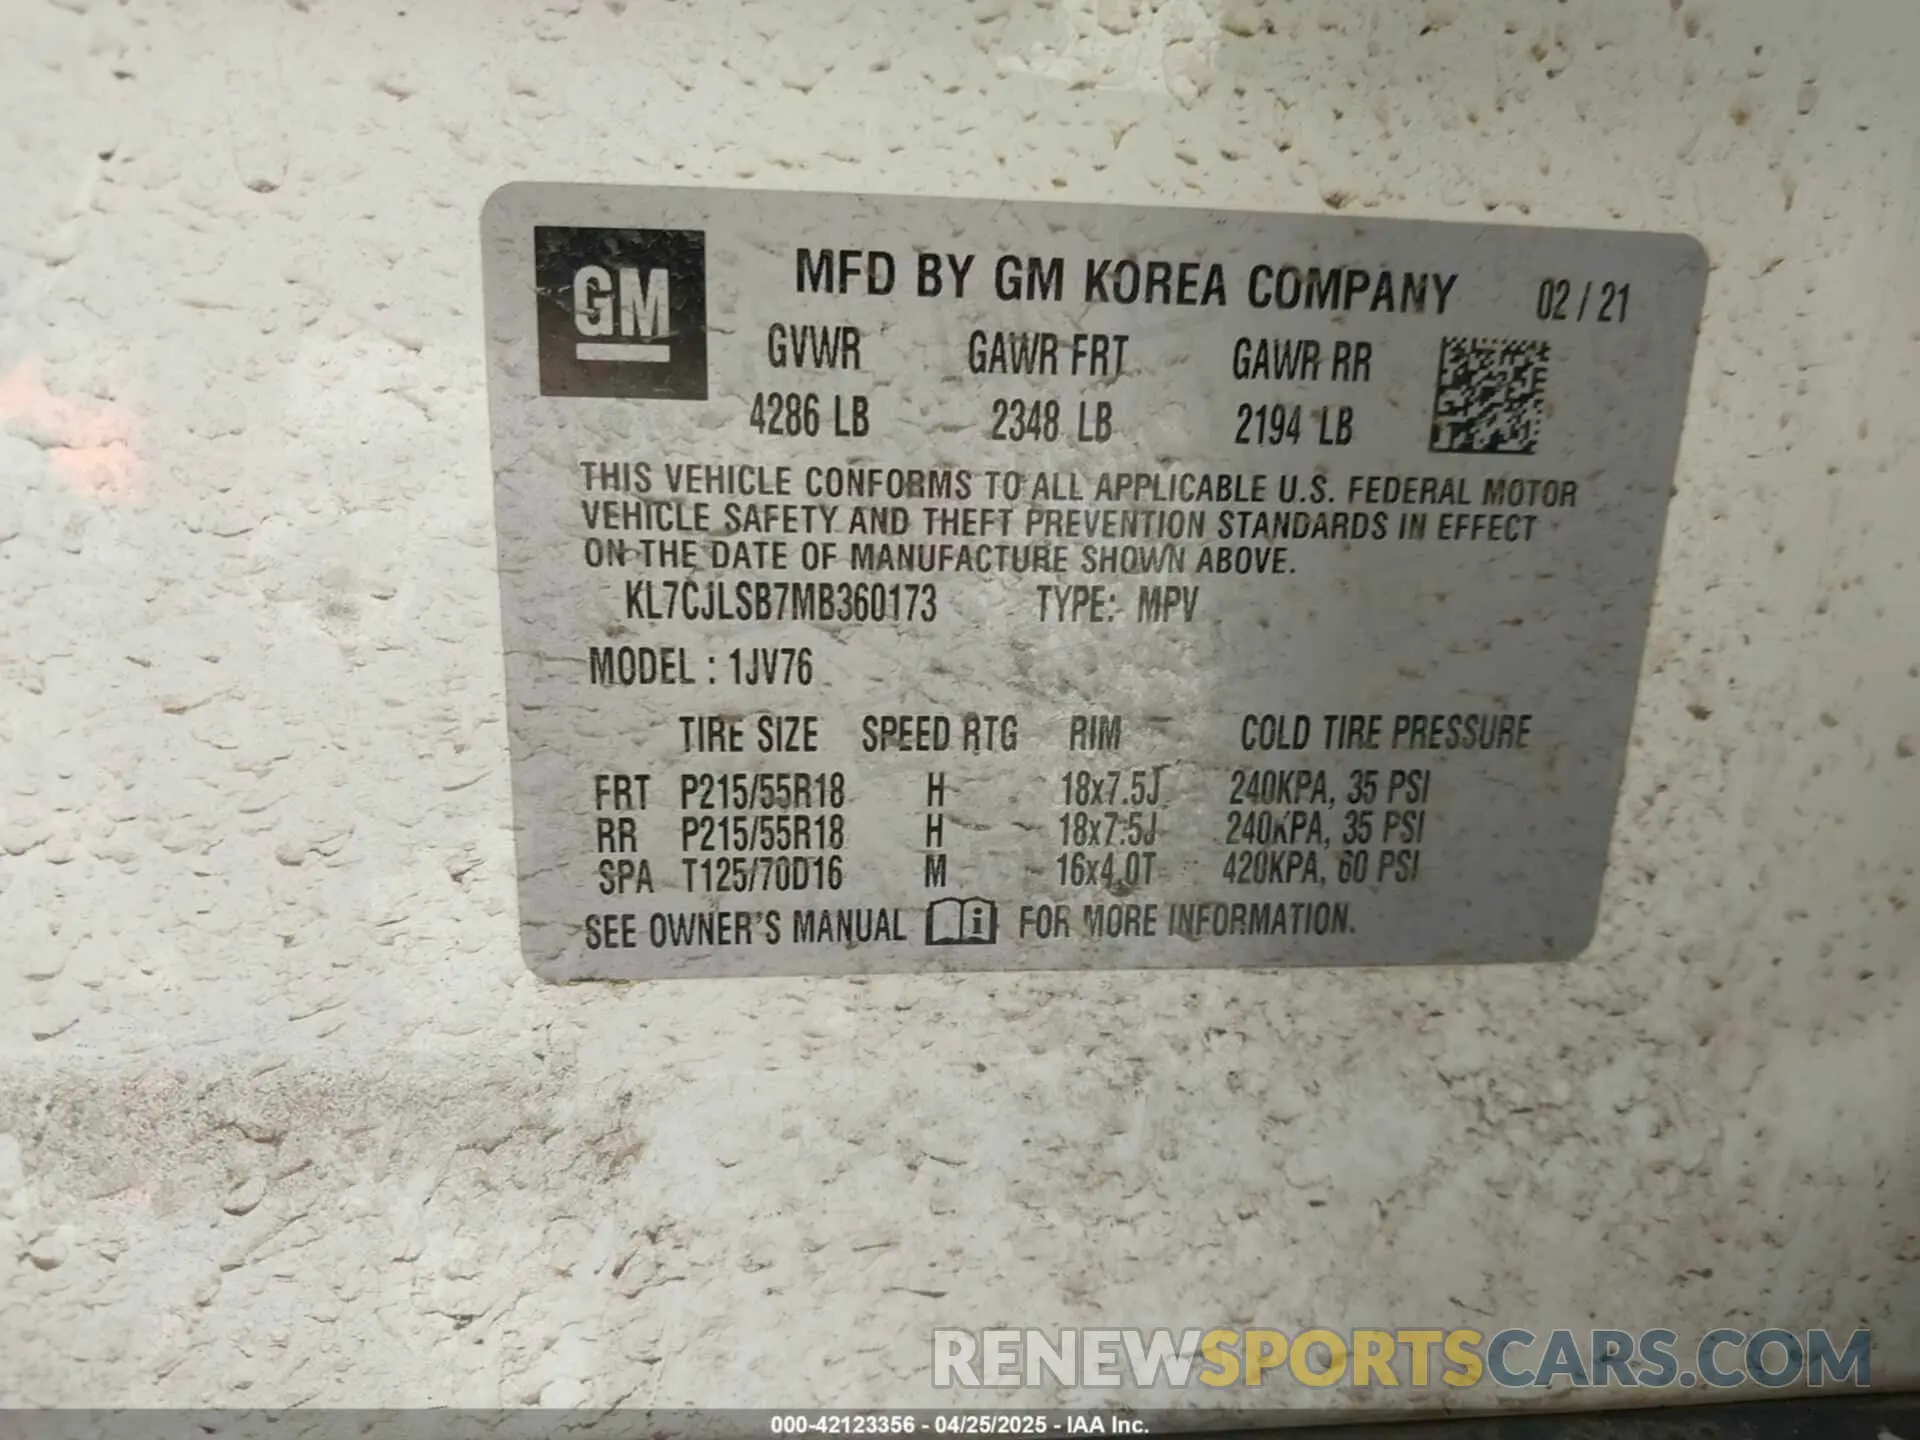 GM
MFD BY GM KOREA COMPANY 02 / 21
GVWR GAWR FRT GAWR RR
4286 LB 2348 LB 2194 LB
THIS VEHICLE CONFORMS TO ALL APPLICABLE U.S. FEDERAL MOTOR
VEHICLE SAFETY AND THEFT PREVENTION STANDARDS IN EFFECT
ON THE DATE OF MANUFACTURE SHOWN ABOVE.
KL7CJLSB7MB360173 TYPE: MPV
MODEL : 1JV76
TIRE SIZE SPEED RTG RIM COLD TIRE PRESSURE
FRT P215/55R18 H 18x7.5J 240KPA, 35 PSI
RR P215/55R18 H 18x7.5J 240KPA, 35 PSI
SPA T125/70D16 M 16x4.0T 420KPA, 60 PSI
SEE OWNER'S MANUAL i FOR MORE INFORMATION.
RENEWSPORTSCARS.COM
000-42123356 - 04/25/2025 - IAA Inc.